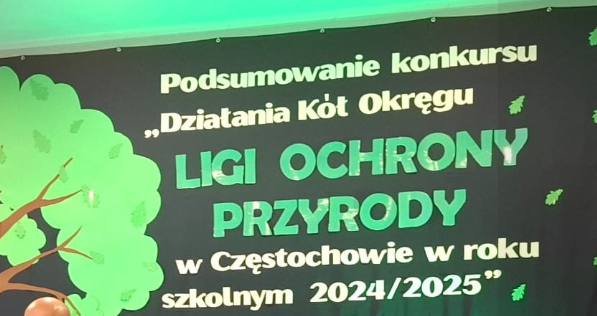 Podsumowanie konkursu
„Działania Kół Okręgu
LIGI OCHRONY
PRZYRODY
w Częstochowie w roku
szkolnym 2024/2025”